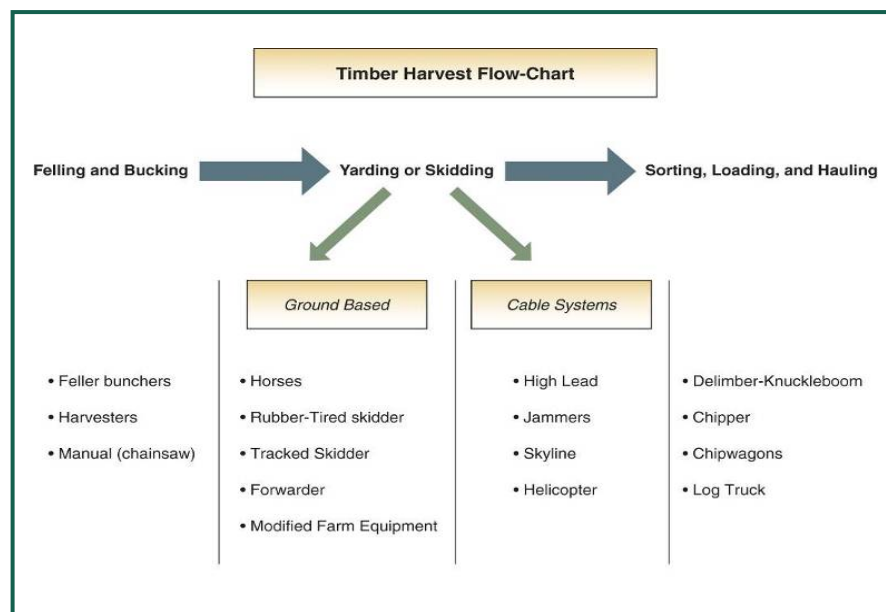 Timber Harvest Flow-Chart
Felling and Bucking
Yarding or Skidding
Sorting, Loading, and Hauling
Ground Based
Cable Systems
• Feller bunchers
• Harvesters
• Manual (chainsaw)
• Horses
• Rubber-Tired skidder
• Tracked Skidder
• Forwarder
• Modified Farm Equipment
• High Lead
• Jammers
• Skyline
• Helicopter
• Delimber-Knuckleboom
• Chipper
• Chipwagons
• Log Truck